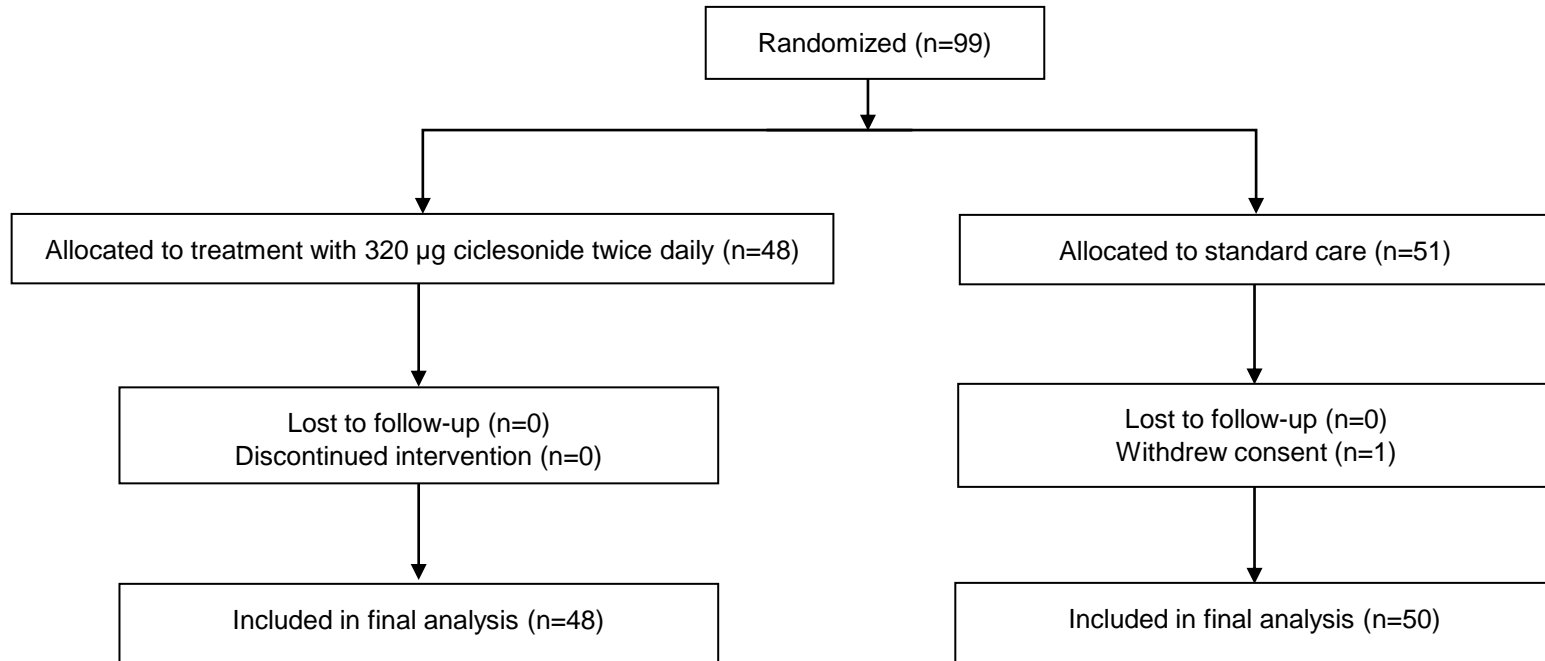 Randomized (n=99)
Allocated to treatment with 320 µg ciclesonide twice daily (n=48)
Allocated to standard care (n=51)
Lost to follow-up (n=0)
Discontinued intervention (n=0)
Lost to follow-up (n=0)
Withdrew consent (n=1)
Included in final analysis (n=48)
Included in final analysis (n=50)